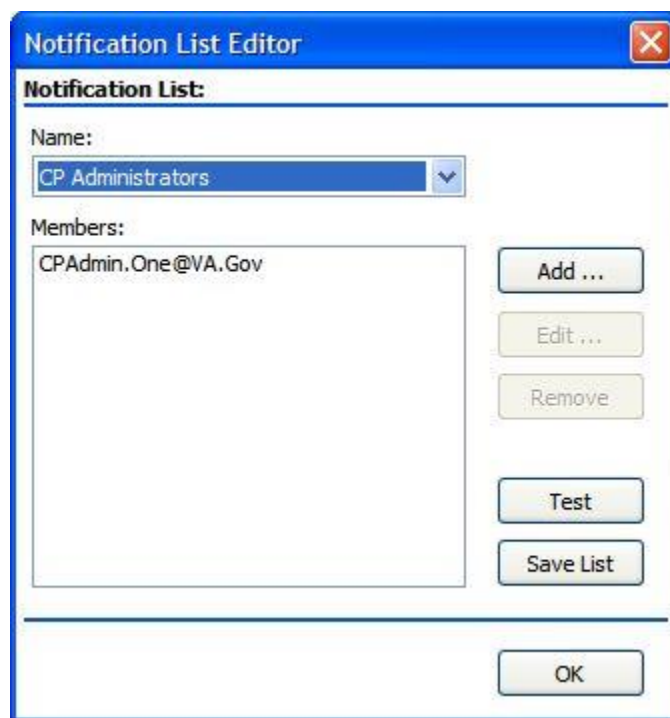 Notification List Editor
Notification List:
Name:
CP Administrators
Members:
CPAdmin.One@VA.Gov
Add ...
Edit ...
Remove
Test
Save List
OK